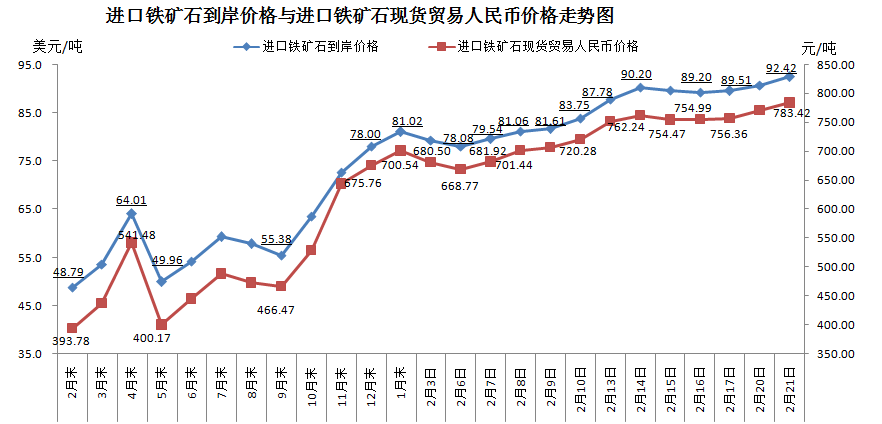 进口铁矿石到岸价格与进口铁矿石现货贸易人民币价格走势图
美元/吨
进口铁矿石到岸价格
进口铁矿石现货贸易人民币价格
元/吨
95.0
85.0
75.0
65.0
55.0
45.0
35.0
48.79
64.01
49.96
55.38
78.00
81.02
78.08
79.54
81.06
81.61
83.75
87.78
90.20
89.20
89.51
92.42
393.78
541.48
400.17
466.47
675.76
700.54
680.50
668.77
681.92
701.44
720.28
762.24
754.47
754.99
756.36
783.42
850.00
800.00
750.00
700.00
650.00
600.00
550.00
500.00
450.00
400.00
350.00
2月末
3月末
4月末
5月末
6月末
7月末
8月末
9月末
10月末
11月末
12月末
1月末
2月3日
2月6日
2月7日
2月8日
2月9日
2月10日
2月13日
2月14日
2月15日
2月16日
2月17日
2月20日
2月21日